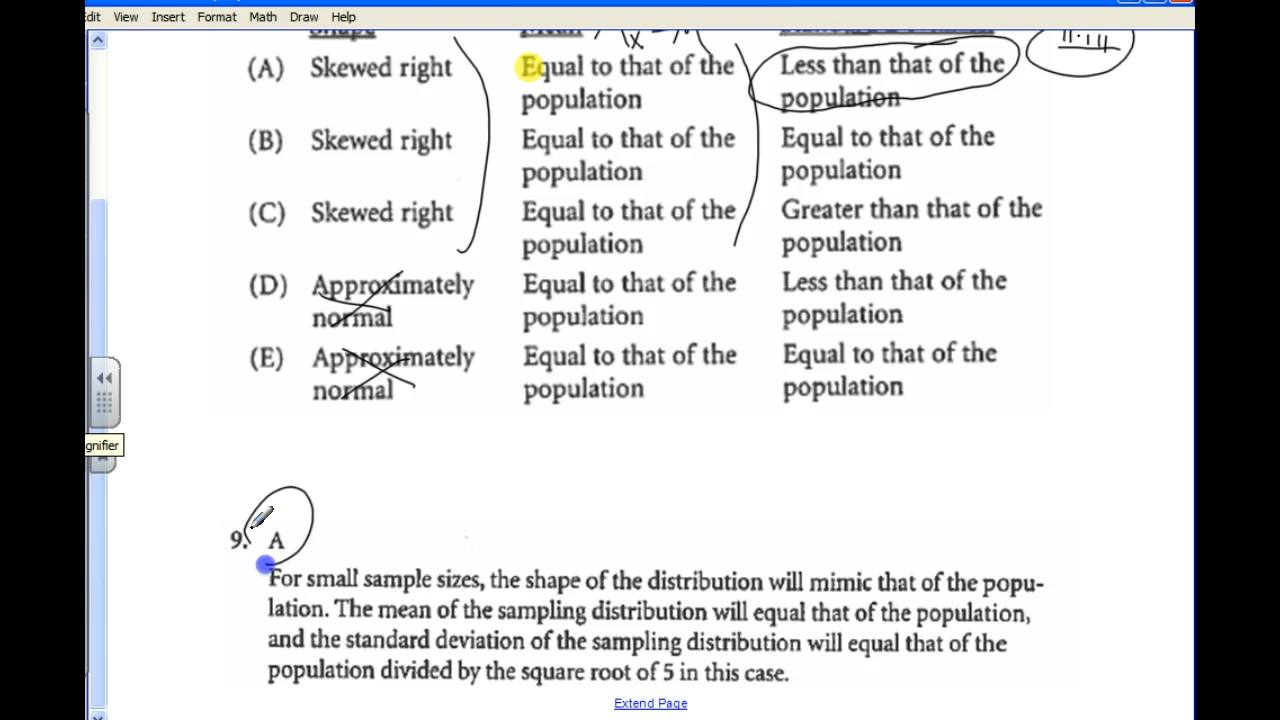 dit View Insert Format Math Draw Help
Shape
(A) Skewed right Equal to that of the Less than that of the
population population
(B) Skewed right Equal to that of the Equal to that of the
population population
(C) Skewed right Equal to that of the Greater than that of the
population population
(D) Approximately Equal to that of the Less than that of the
normal population population
(E) Approximately Equal to that of the Equal to that of the
normal population population
gnifier
9. A
For small sample sizes, the shape of the distribution will mimic that of the popu-
lation. The mean of the sampling distribution will equal that of the population,
and the standard deviation of the sampling distribution will equal that of the
population divided by the square root of 5 in this case.
Extend Page